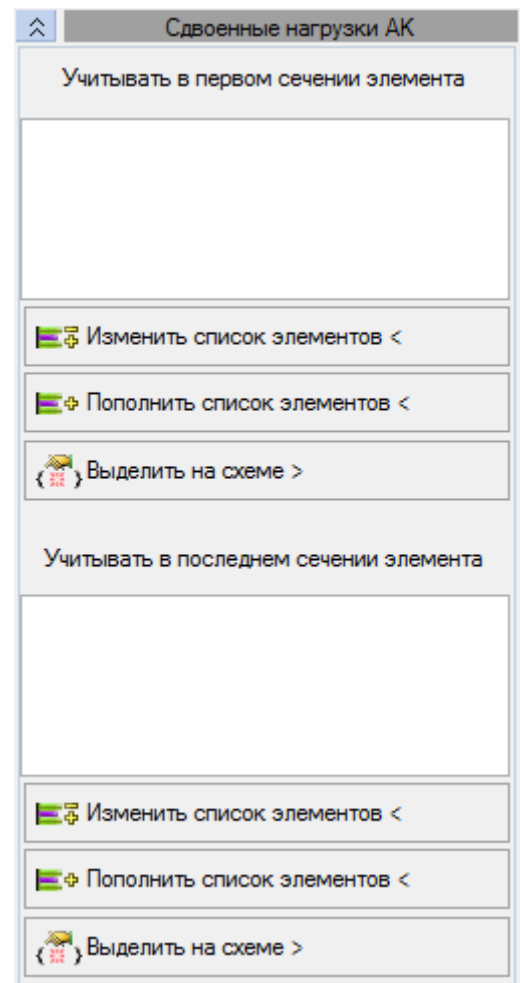 Сдвоенные нагрузки АК
Учитывать в первом сечении элемента
Изменить список элементов <
Пополнить список элементов <
Выделить на схеме >
Учитывать в последнем сечении элемента
Изменить список элементов <
Пополнить список элементов <
Выделить на схеме >